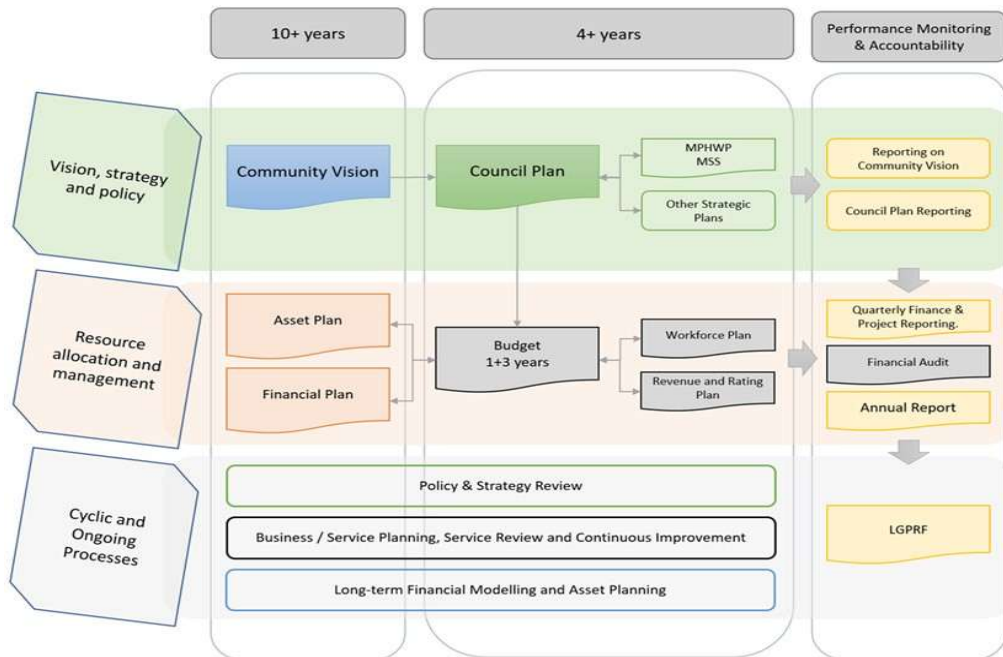 10+ years
4+ years
Performance Monitoring
& Accountability
Vision, strategy
and policy
Community Vision
Council Plan
MPHWP
MSS
Other Strategic
Plans
Reporting on
Community Vision
Council Plan Reporting
Resource
allocation and
management
Asset Plan
Financial Plan
Budget
1+3 years
Workforce Plan
Revenue and Rating
Plan
Quarterly Finance &
Project Reporting.
Financial Audit
Annual Report
Cyclic and
Ongoing
Processes
Policy & Strategy Review
Business / Service Planning, Service Review and Continuous Improvement
Long-term Financial Modelling and Asset Planning
LGPRF